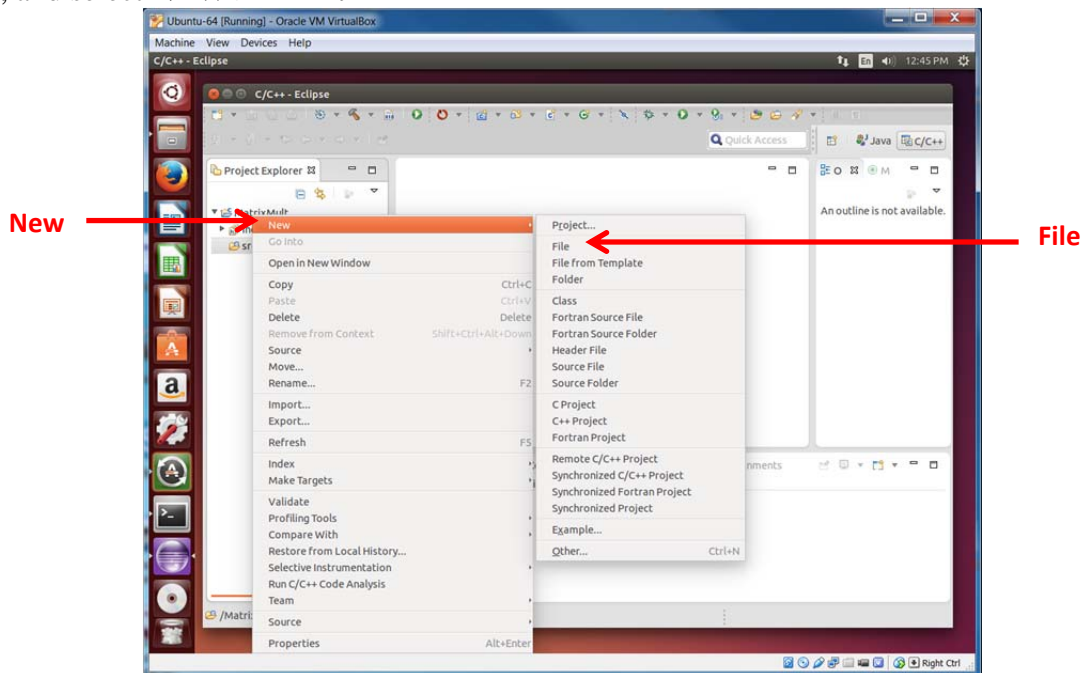 Ubuntu-64 [Running] - Oracle VM VirtualBox
Machine View Devices Help
C/C++ - Eclipse
En
12:45 PM
C/C++ - Eclipse
Quick Access
Java
C/C++
Project Explorer
O
M
MatrixMult
An outline is not available.
New
File
New
Go Into
Open in New Window
Copy Ctrl+C
Paste Ctrl+V
Delete Delete
Remove from Context Shift+Ctrl+Alt+Down
Source
Move...
Rename... F2
Import...
Export...
Refresh F5
Index
Make Targets
Validate
Profiling Tools
Compare With
Restore from Local History...
Selective Instrumentation
Run C/C++ Code Analysis
Team
Source
Properties Alt+Enter
Project...
File
File from Template
Folder
Class
Fortran Source File
Fortran Source Folder
Header File
Source File
Source Folder
C Project
C++ Project
Fortran Project
Remote C/C++ Project
Synchronized C/C++ Project
Synchronized Fortran Project
Synchronized Project
Example...
Other... Ctrl+N
nments
/Matri
Right Ctrl